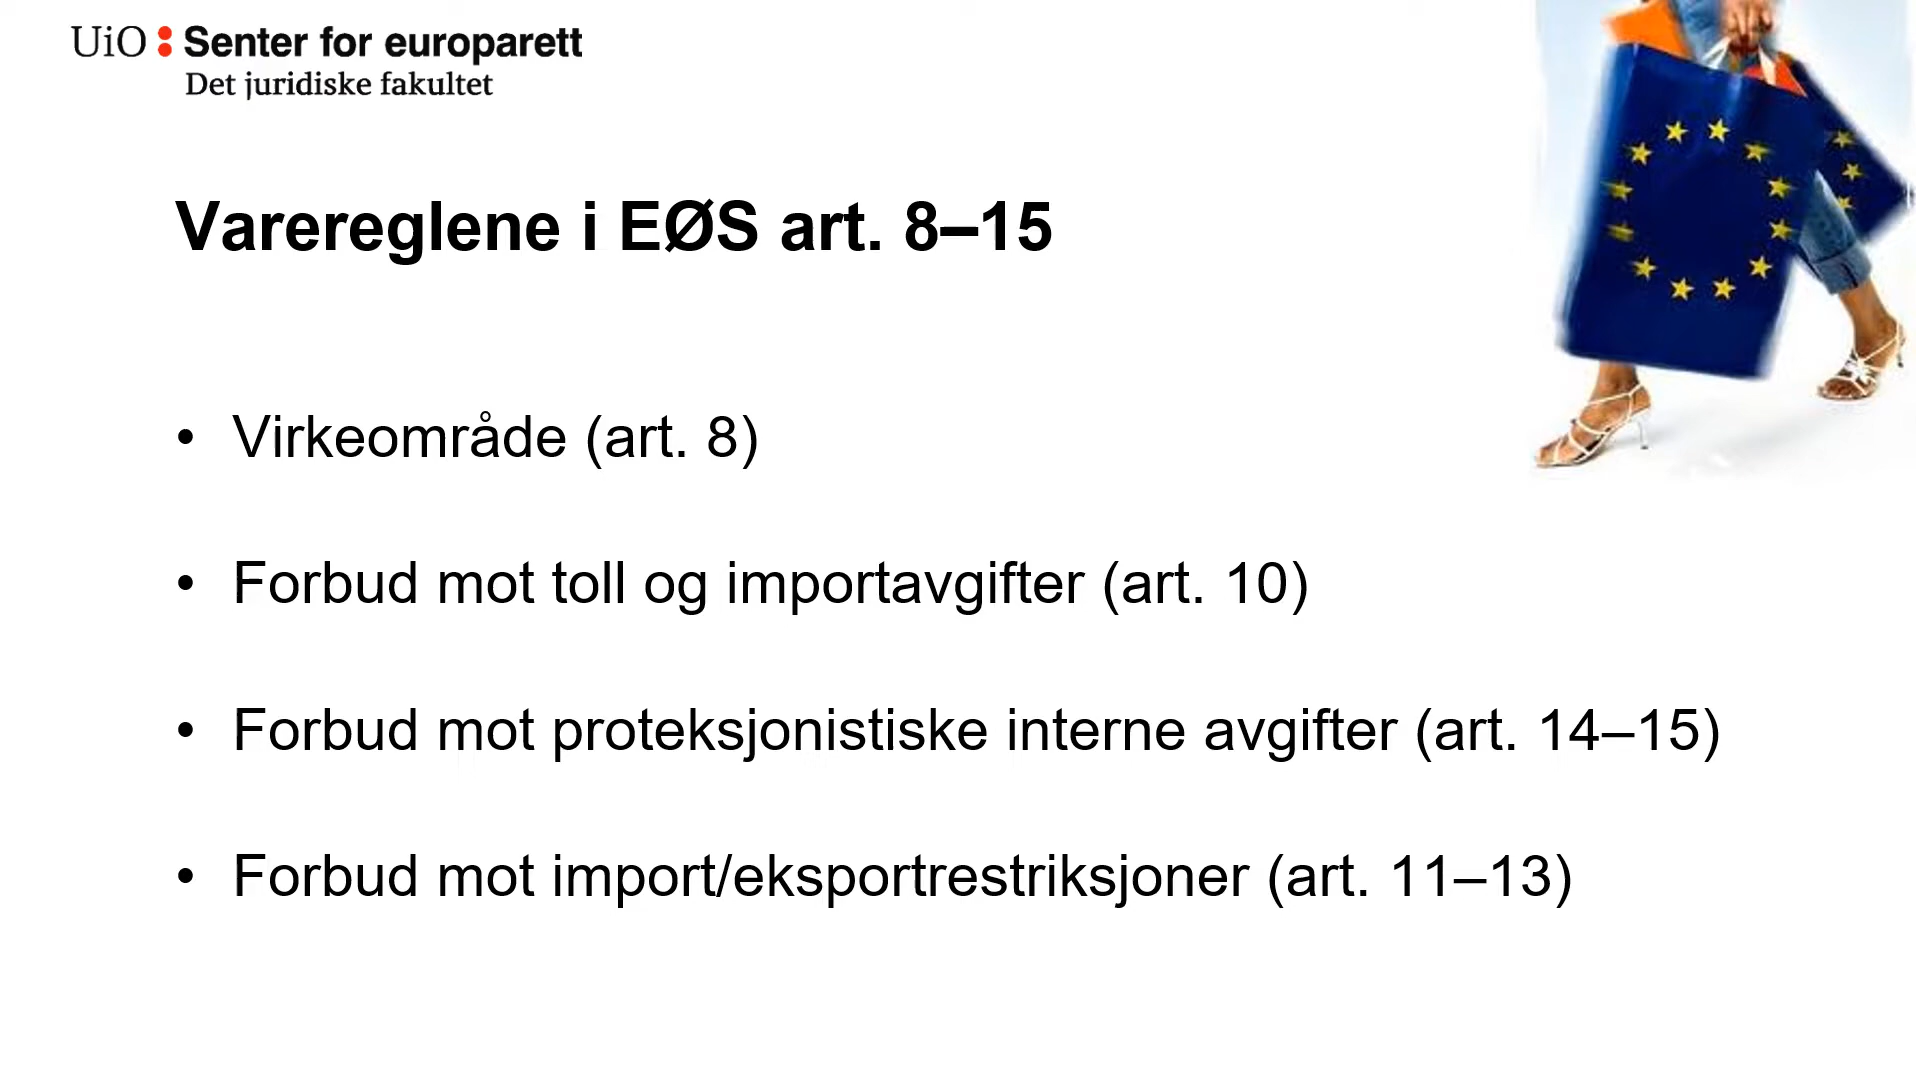 UiO : Senter for europarett
Det juridiske fakultet
Varereglene i EØS art. 8–15
• Virkeområde (art. 8)
• Forbud mot toll og importavgifter (art. 10)
• Forbud mot proteksjonistiske interne avgifter (art. 14–15)
• Forbud mot import/eksportrestriksjoner (art. 11–13)